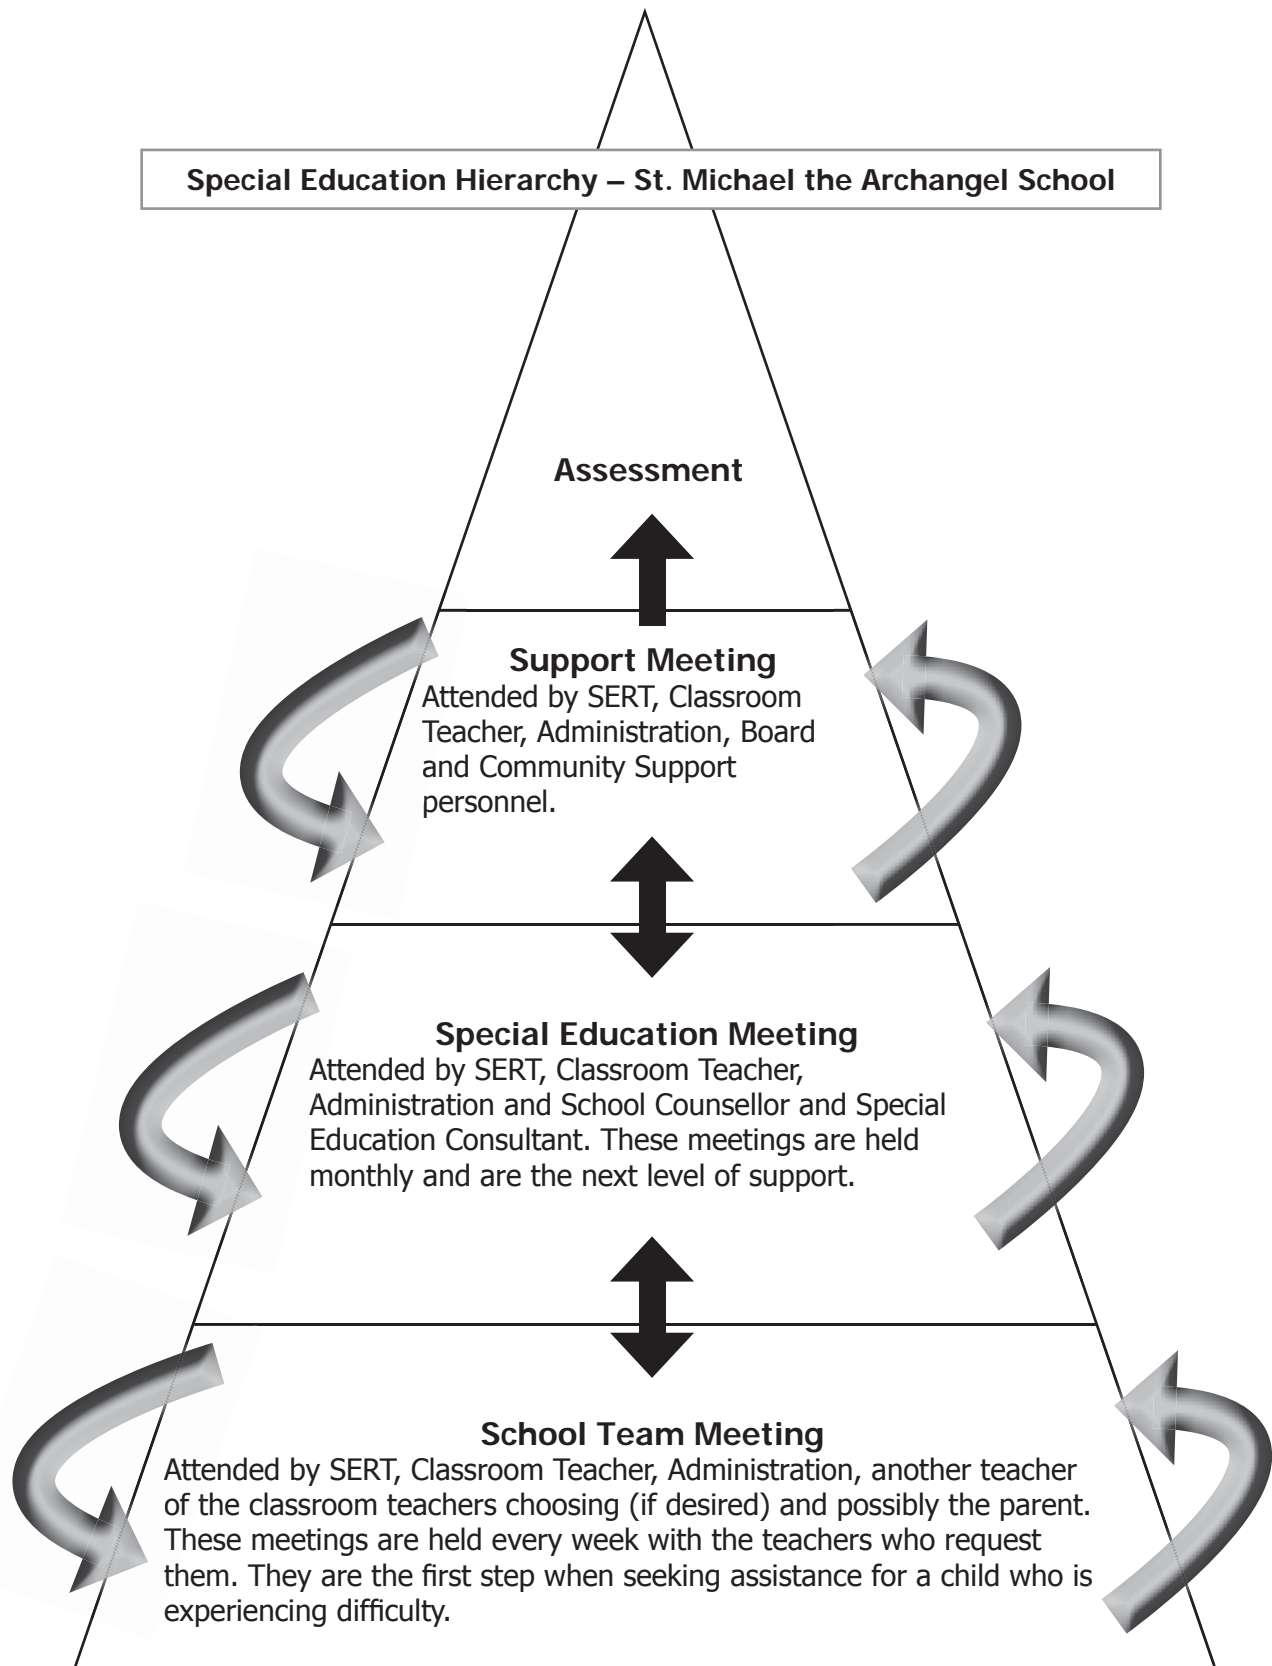 Special Education Hierarchy – St. Michael the Archangel School
Assessment
Support Meeting
Attended by SERT, Classroom
Teacher, Administration, Board
and Community Support
personnel.
Special Education Meeting
Attended by SERT, Classroom Teacher,
Administration and School Counsellor and Special
Education Consultant. These meetings are held
monthly and are the next level of support.
School Team Meeting
Attended by SERT, Classroom Teacher, Administration, another teacher
of the classroom teachers choosing (if desired) and possibly the parent.
These meetings are held every week with the teachers who request
them. They are the first step when seeking assistance for a child who is
experiencing difficulty.